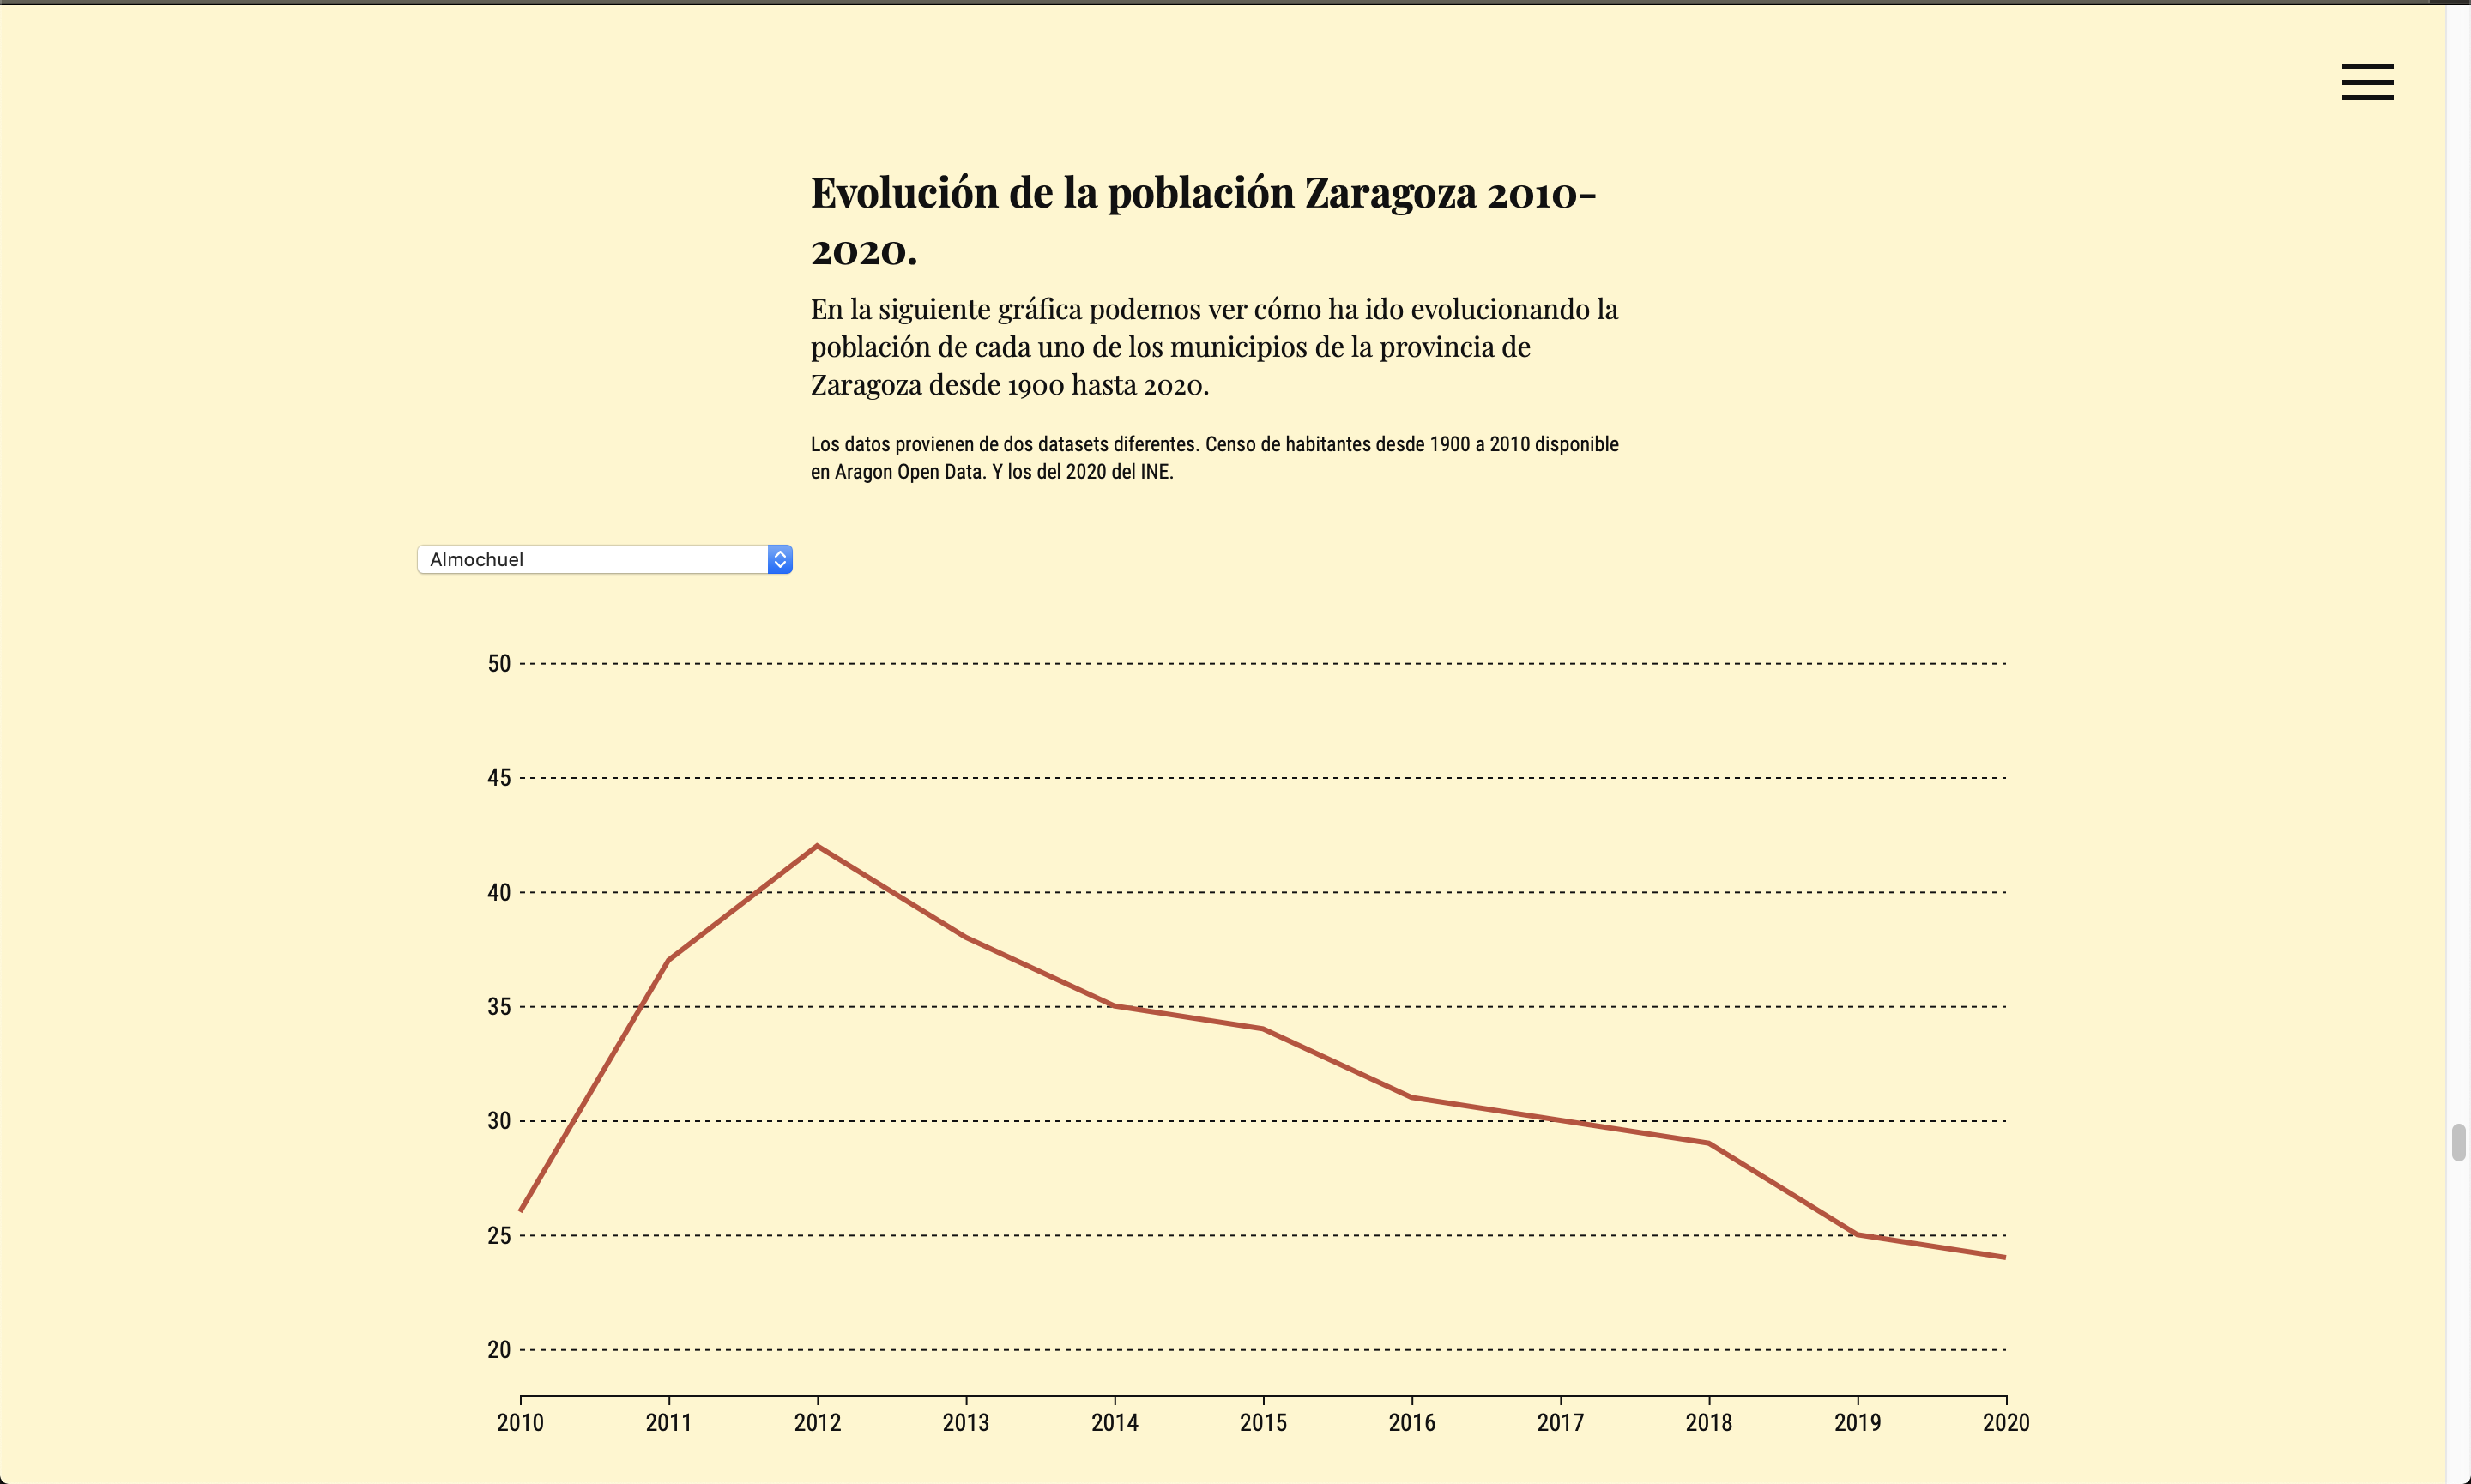 Evolución de la población Zaragoza 2010-
2020.
En la siguiente gráfica podemos ver cómo ha ido evolucionando la
población de cada uno de los municipios de la provincia de
Zaragoza desde 1900 hasta 2020.
Los datos provienen de dos datasets diferentes. Censo de habitantes desde 1900 a 2010 disponible
en Aragon Open Data. Y los del 2020 del INE.
Almochuel
50
45
40
35
30
25
20
2010 2011 2012 2013 2014 2015 2016 2017 2018 2019 2020